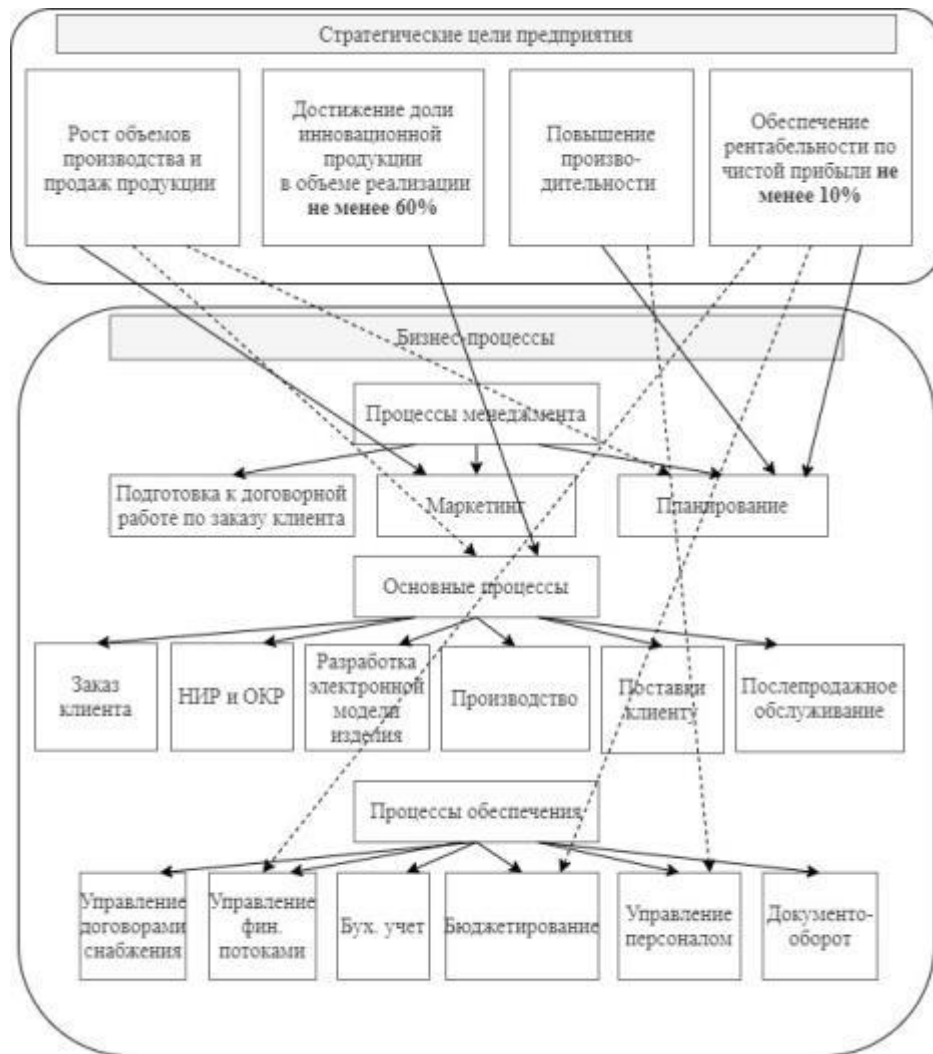 Стратегические цели предприятия
Рост объемов
производства и
продаж продукции
Достижение доли
инновационной
продукции
в объеме реализации
не менее 60%
Повышение
произво-
дительности
Обеспечение
рентабельности по
чистой прибыли не
менее 10%
Бизнес-процессы
Процессы менеджмента
Подготовка к договорной
работе по заказу клиента
Маркетинг
Планирование
Основные процессы
Заказ
клиента
НИР и ОКР
Разработка
электронной
модели
изделия
Производство
Поставки
клиенту
Послепродажное
обслуживание
Процессы обеспечения
Управление
договорами
снабжения
Управление
фин.
потоками
Бух. учет
Бюджетирование
Управление
персоналом
Документо-
оборот